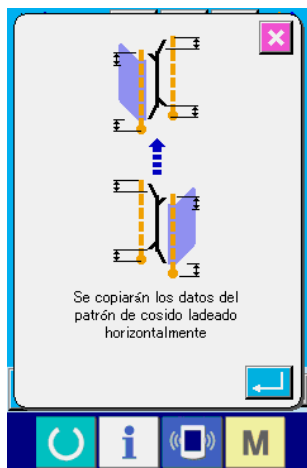 Se copiarán los datos del
patrón de cosido ladeado
horizontalmente
i
M